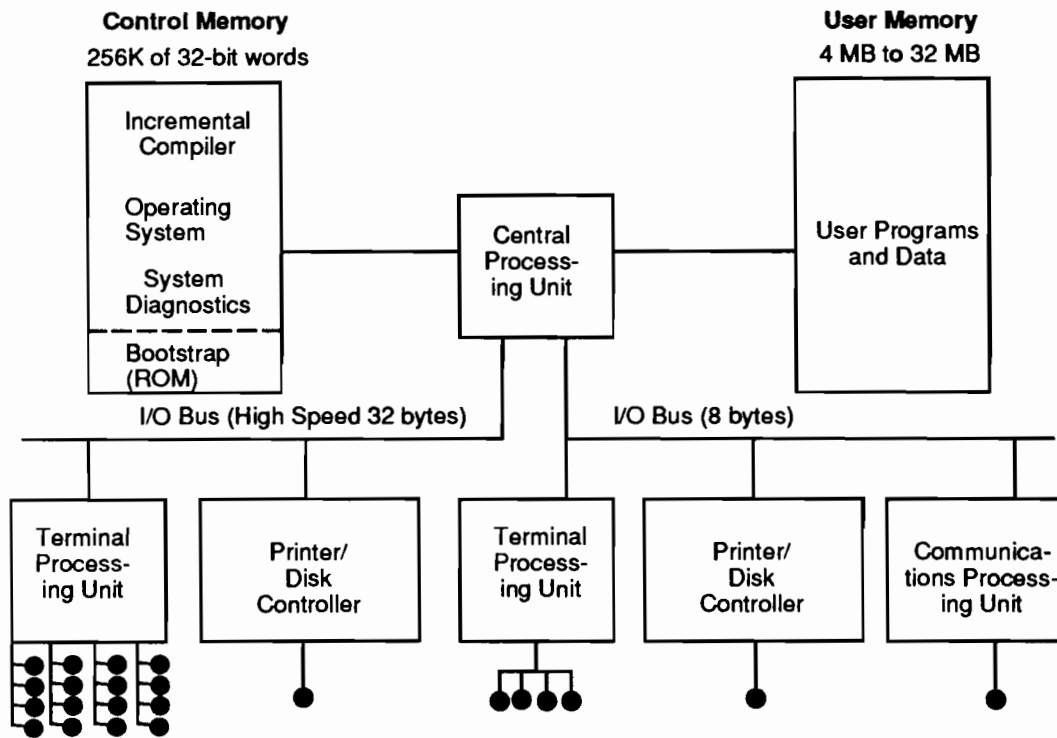 Control Memory
256K of 32-bit words
User Memory
4 MB to 32 MB
Incremental
Compiler
Operating
System
System
Diagnostics
Bootstrap
(ROM)
Central
Process-
ing Unit
User Programs
and Data
I/O Bus (High Speed 32 bytes)
I/O Bus (8 bytes)
Terminal
Process-
ing Unit
Printer/
Disk
Controller
Terminal
Process-
ing Unit
Printer/
Disk
Controller
Communica-
tions Process-
ing Unit